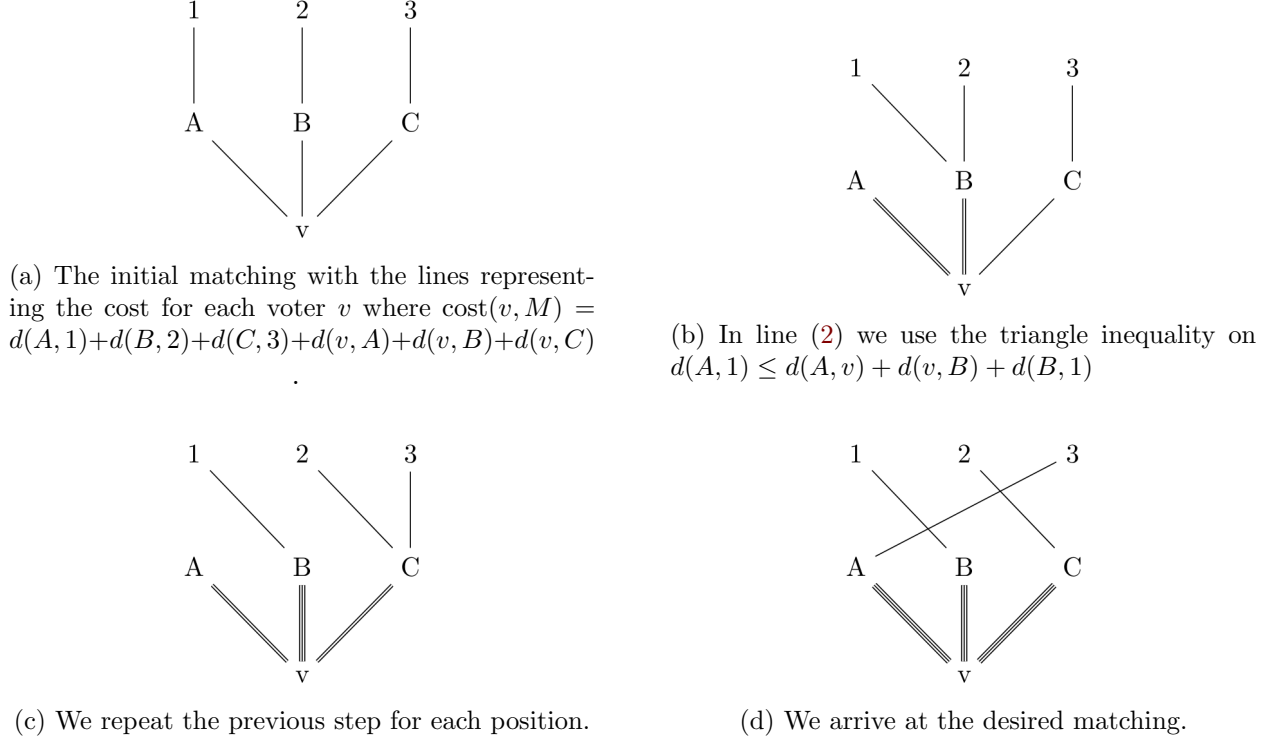 1 2 3
A B C
v
(a) The initial matching with the lines represent-
ing the cost for each voter v where cost(v, M) =
d(A, 1)+d(B, 2)+d(C, 3)+d(v, A)+d(v, B)+d(v, C)
.
1 2 3
A B C
v
(b) In line (2) we use the triangle inequality on
d(A, 1) ≤ d(A, v) + d(v, B) + d(B, 1)
1 2 3
A B C
v
(c) We repeat the previous step for each position.
1 2 3
A B C
v
(d) We arrive at the desired matching.